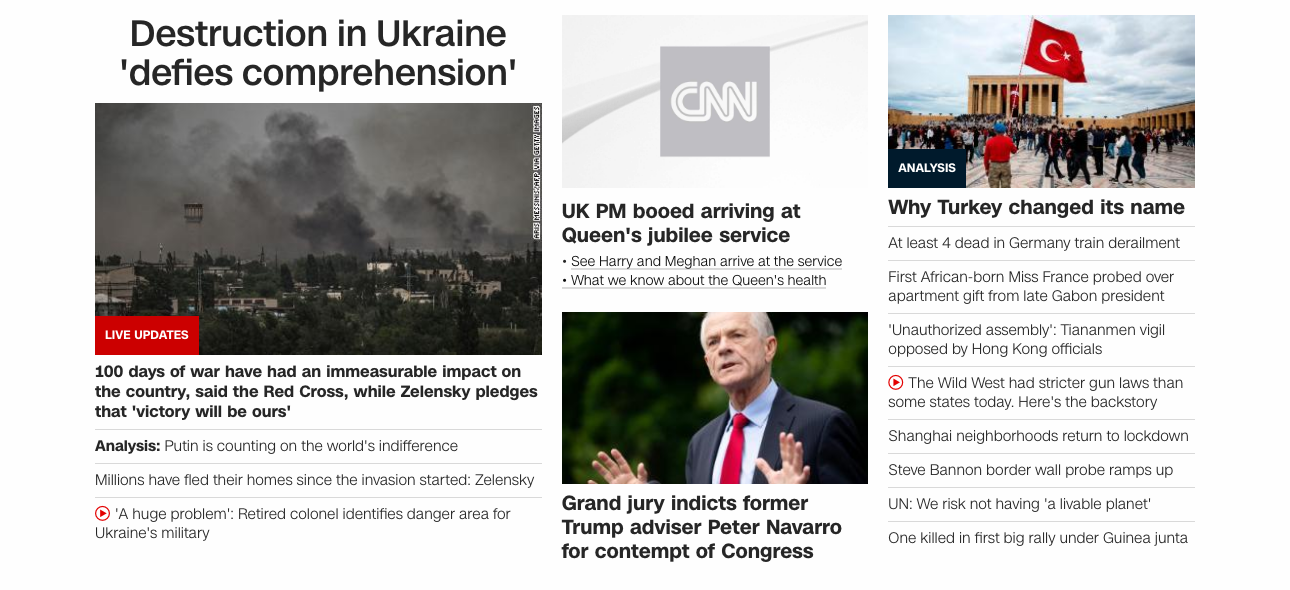 Destruction in Ukraine
'defies comprehension'
ARIS MESSINIS/AFP VIA GETTY IMAGES
LIVE UPDATES
100 days of war have had an immeasurable impact on
the country, said the Red Cross, while Zelensky pledges
that 'victory will be ours'
Analysis: Putin is counting on the world's indifference
Millions have fled their homes since the invasion started: Zelensky
'A huge problem': Retired colonel identifies danger area for
Ukraine's military
CNN
UK PM booed arriving at
Queen's jubilee service
• See Harry and Meghan arrive at the service
• What we know about the Queen's health
Grand jury indicts former
Trump adviser Peter Navarro
for contempt of Congress
ANALYSIS
Why Turkey changed its name
At least 4 dead in Germany train derailment
First African-born Miss France probed over
apartment gift from late Gabon president
'Unauthorized assembly': Tiananmen vigil
opposed by Hong Kong officials
The Wild West had stricter gun laws than
some states today. Here's the backstory
Shanghai neighborhoods return to lockdown
Steve Bannon border wall probe ramps up
UN: We risk not having 'a livable planet'
One killed in first big rally under Guinea junta